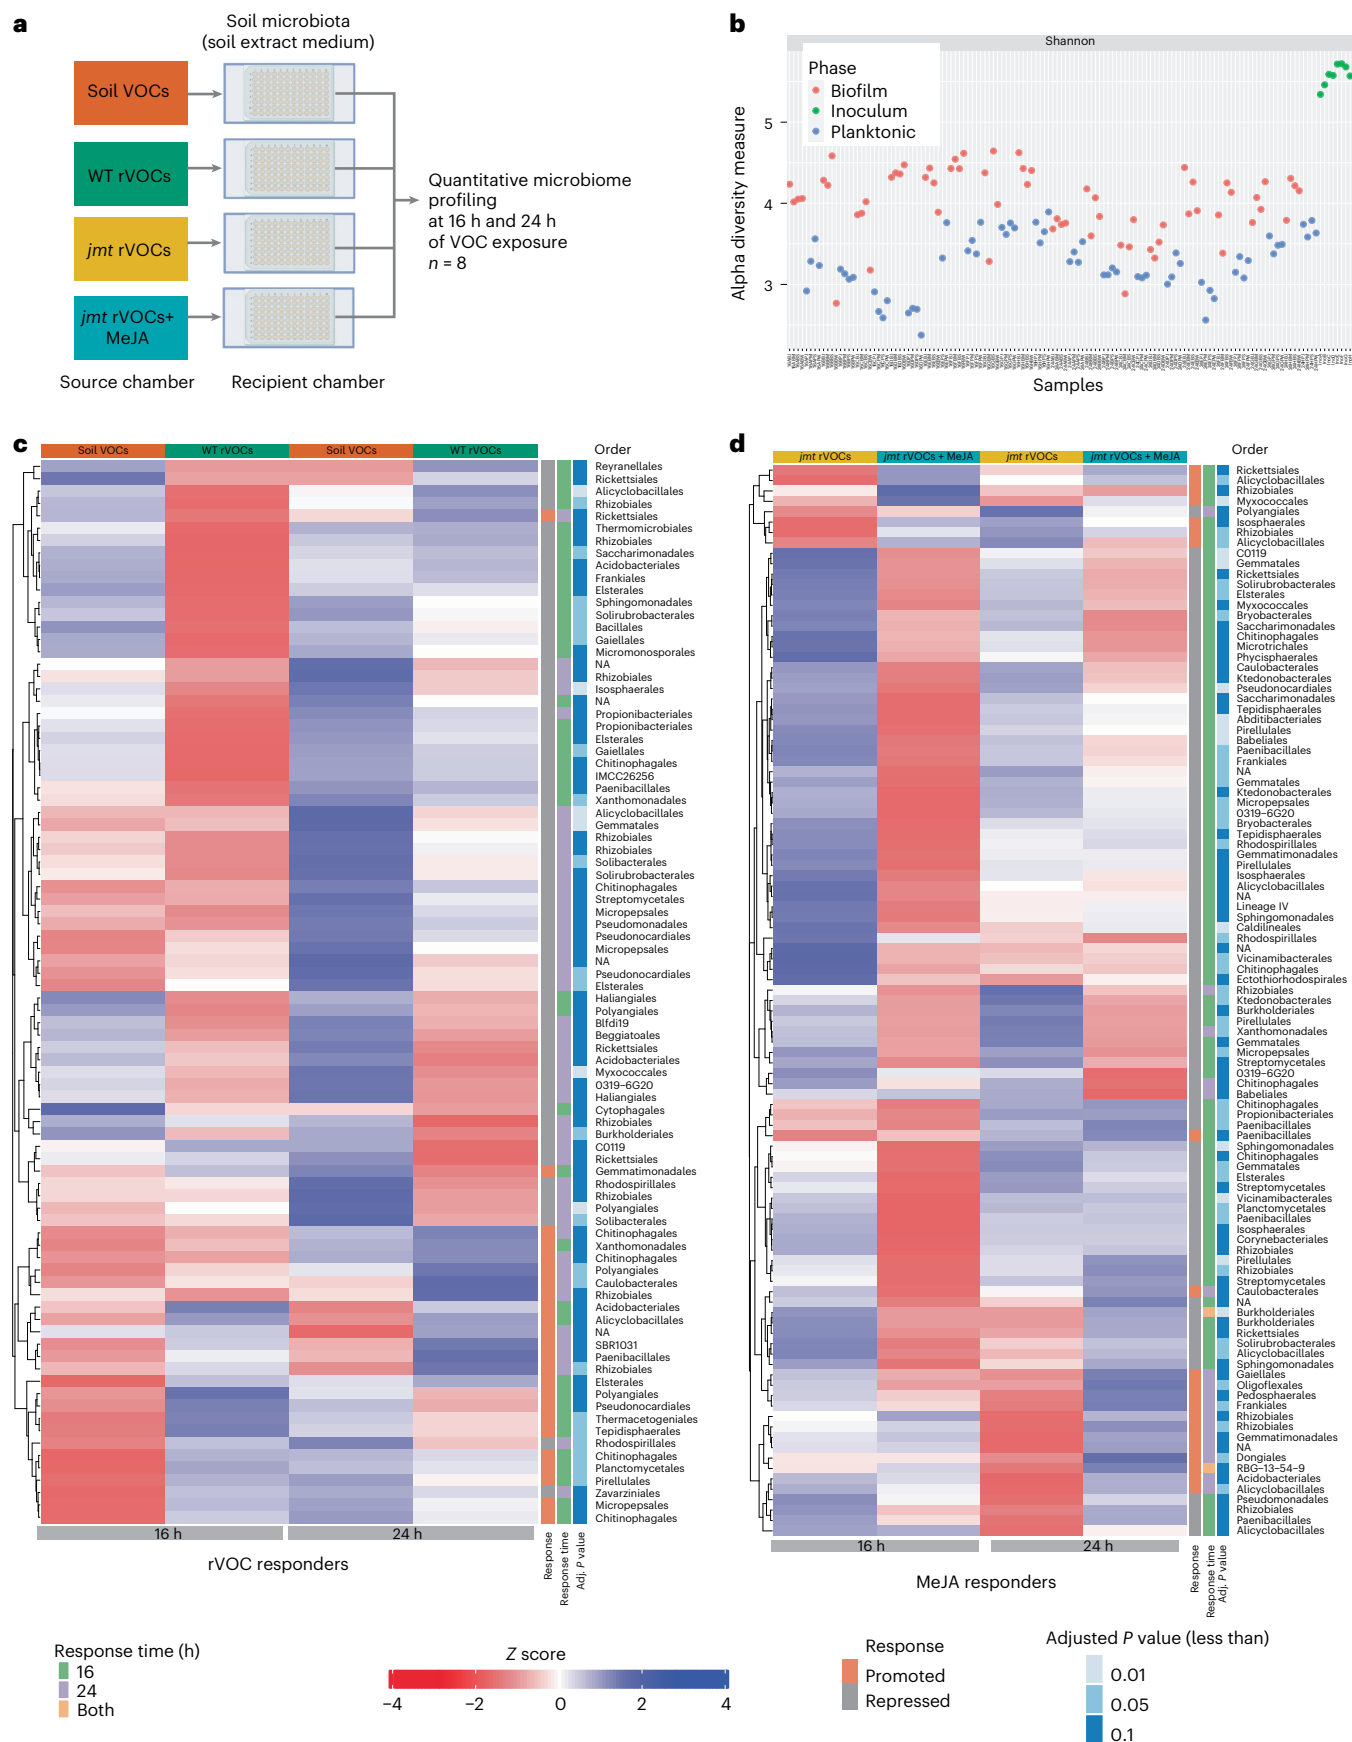 a
Soil microbiota
(soil extract medium)
Soil VOCs
WT rVOCs
jmt rVOCs
jmt rVOCs+
MeJA
Quantitative microbiome
profiling
at 16 h and 24 h
of VOC exposure
n = 8
Source chamber
Recipient chamber
b
Shannon
Phase
Biofilm
Inoculum
Planktonic
Alpha diversity measure
5
4
3
Samples
c
Soil VOCs
WT rVOCs
Soil VOCs
WT rVOCs
Order
Reyranellales
Rickettsiales
Alicyclobacillales
Rhizobiales
Rickettsiales
Thermomicrobiales
Rhizobiales
Saccharimonadales
Acidobacteriales
Frankiales
Elsterales
Sphingomonadales
Solirubrobacterales
Bacillales
Gaiellales
Micromonosporales
NA
Rhizobiales
Isosphaerales
NA
Propionibacteriales
Propionibacteriales
Elsterales
Gaiellales
Chitinophagales
IMCC26256
Paenibacillales
Xanthomonadales
Alicyclobacillales
Gemmatales
Rhizobiales
Rhizobiales
Solibacterales
Solirubrobacterales
Chitinophagales
Streptomycetales
Micropepsales
Pseudomonadales
Pseudonocardiales
Micropepsales
NA
Pseudonocardiales
Elsterales
Haliangiales
Polyangiales
Blfdi19
Beggiatoales
Rickettsiales
Acidobacteriales
Myxococcales
0319–6G20
Haliangiales
Cytophagales
Rhizobiales
Burkholderiales
C0119
Rickettsiales
Gemmatimonadales
Rhodospirillales
Rhizobiales
Polyangiales
Solibacterales
Chitinophagales
Xanthomonadales
Chitinophagales
Polyangiales
Caulobacterales
Rhizobiales
Acidobacteriales
Alicyclobacillales
NA
SBR1031
Paenibacillales
Rhizobiales
Elsterales
Polyangiales
Pseudonocardiales
Thermacetogeniales
Tepidisphaerales
Rhodospirillales
Chitinophagales
Planctomycetales
Pirellulales
Zavarziniales
Micropepsales
Chitinophagales
16 h
24 h
Response
Response time
Adj. P value
rVOC responders
d
jmt rVOCs
jmt rVOCs + MeJA
jmt rVOCs
jmt rVOCs + MeJA
Order
Rickettsiales
Alicyclobacillales
Rhizobiales
Myxococcales
Polyangiales
Isosphaerales
Rhizobiales
Alicyclobacillales
C0119
Gemmatales
Rickettsiales
Solirubrobacterales
Elsterales
Myxococcales
Bryobacterales
Saccharimonadales
Chitinophagales
Microtrichales
Phycisphaerales
Caulobacterales
Ktedonobacterales
Pseudonocardiales
Saccharimonadales
Tepidisphaerales
Abditibacteriales
Pirellulales
Babeliales
Paenibacillales
Frankiales
NA
Gemmatales
Ktedonobacterales
Micropepsales
0319–6G20
Bryobacterales
Tepidisphaerales
Rhodospirillales
Gemmatimonadales
Pirellulales
Isosphaerales
Alicyclobacillales
NA
Lineage IV
Sphingomonadales
Caldilineales
Rhodospirillales
NA
Vicinamibacterales
Chitinophagales
Ectothiorhodospirales
Rhizobiales
Ktedonobacterales
Burkholderiales
Pirellulales
Xanthomonadales
Gemmatales
Micropepsales
Streptomycetales
0319–6G20
Chitinophagales
Babeliales
Chitinophagales
Propionibacteriales
Paenibacillales
Paenibacillales
Sphingomonadales
Chitinophagales
Gemmatales
Elsterales
Streptomycetales
Vicinamibacterales
Planctomycetales
Paenibacillales
Isosphaerales
Corynebacteriales
Rhizobiales
Pirellulales
Rhizobiales
Streptomycetales
Caulobacterales
NA
Burkholderiales
Burkholderiales
Rickettsiales
Solirubrobacterales
Alicyclobacillales
Sphingomonadales
Gaiellales
Oligoflexales
Pedosphaerales
Frankiales
Rhizobiales
Rhizobiales
Gemmatimonadales
NA
Dongiales
RBG–13–54–9
Acidobacteriales
Alicyclobacillales
Pseudomonadales
Rhizobiales
Paenibacillales
Alicyclobacillales
16 h
24 h
Response
Response time
Adj. P value
MeJA responders
Response time (h)
16
24
Both
Z score
−4
−2
0
2
4
Response
Promoted
Repressed
Adjusted P value (less than)
0.01
0.05
0.1